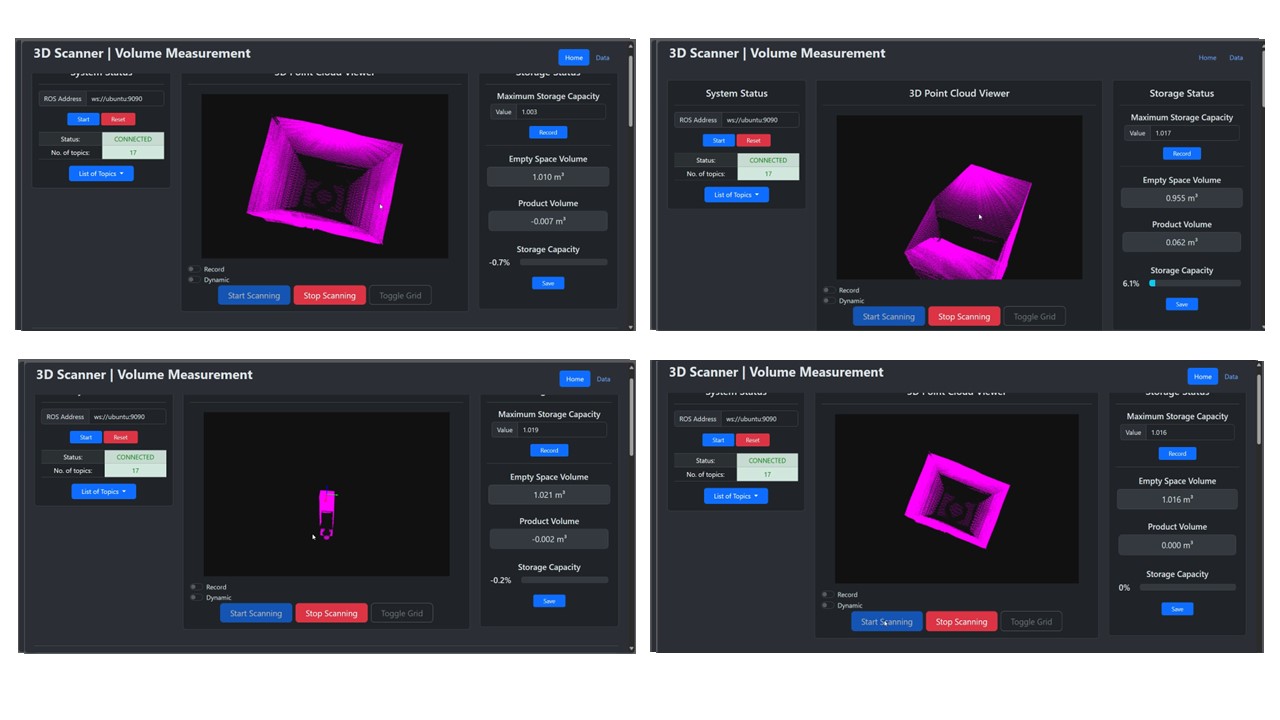 3D Scanner | Volume Measurement
Home
Data
System Status
ROS Address
ws://ubuntu:9090
Start
Reset
Status:
CONNECTED
No. of topics:
17
List of Topics
3D Point Cloud Viewer
Record
Dynamic
Start Scanning
Stop Scanning
Toggle Grid
Storage Status
Maximum Storage Capacity
Value
1.003
Record
Empty Space Volume
1.010 m³
Product Volume
-0.007 m³
Storage Capacity
-0.7%
Save
3D Scanner | Volume Measurement
Home
Data
System Status
ROS Address
ws://ubuntu:9090
Start
Reset
Status:
CONNECTED
No. of topics:
17
List of Topics
3D Point Cloud Viewer
Record
Dynamic
Start Scanning
Stop Scanning
Toggle Grid
Storage Status
Maximum Storage Capacity
Value
1.017
Record
Empty Space Volume
0.955 m³
Product Volume
0.062 m³
Storage Capacity
6.1%
Save
3D Scanner | Volume Measurement
Home
Data
ROS Address
ws://ubuntu:9090
Start
Reset
Status:
CONNECTED
No. of topics:
17
List of Topics
Record
Dynamic
Start Scanning
Stop Scanning
Toggle Grid
Maximum Storage Capacity
Value
1.019
Record
Empty Space Volume
1.021 m³
Product Volume
-0.002 m³
Storage Capacity
-0.2%
Save
3D Scanner | Volume Measurement
Home
Data
System Status
ROS Address
ws://ubuntu:9090
Start
Reset
Status:
CONNECTED
No. of topics:
17
List of Topics
3D Point Cloud Viewer
Record
Dynamic
Start Scanning
Stop Scanning
Toggle Grid
Storage Status
Maximum Storage Capacity
Value
1.016
Record
Empty Space Volume
1.016 m³
Product Volume
0.000 m³
Storage Capacity
0%
Save